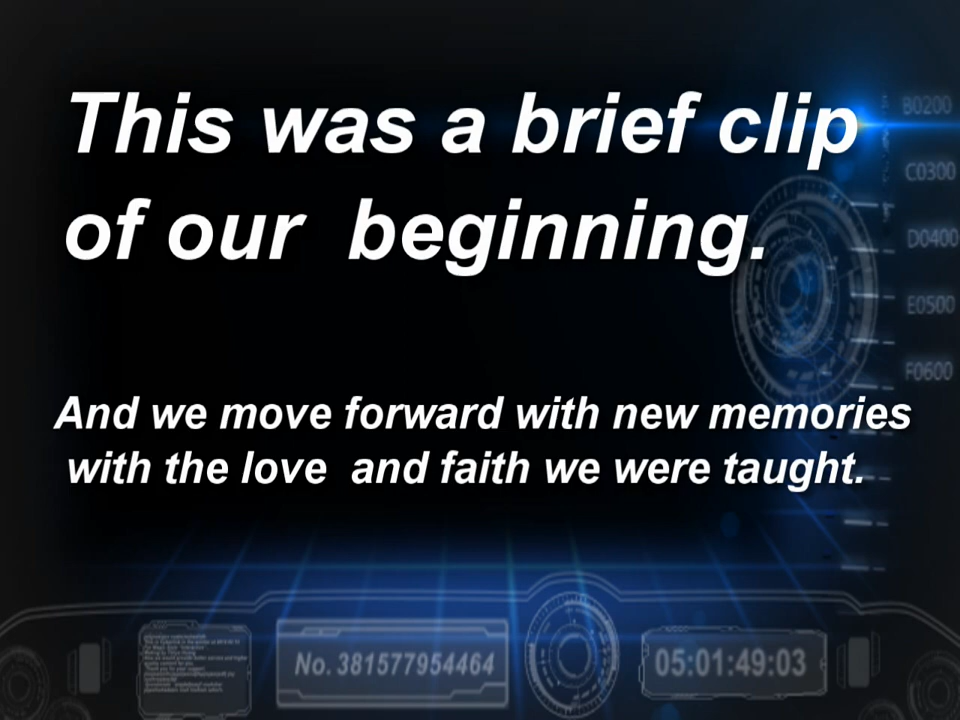 This was a brief clip
of our beginning.
And we move forward with new memories
with the love and faith we were taught.
B0200
C0300
D0400
E0500
F0600
No. 381577954464
05:01:49:03